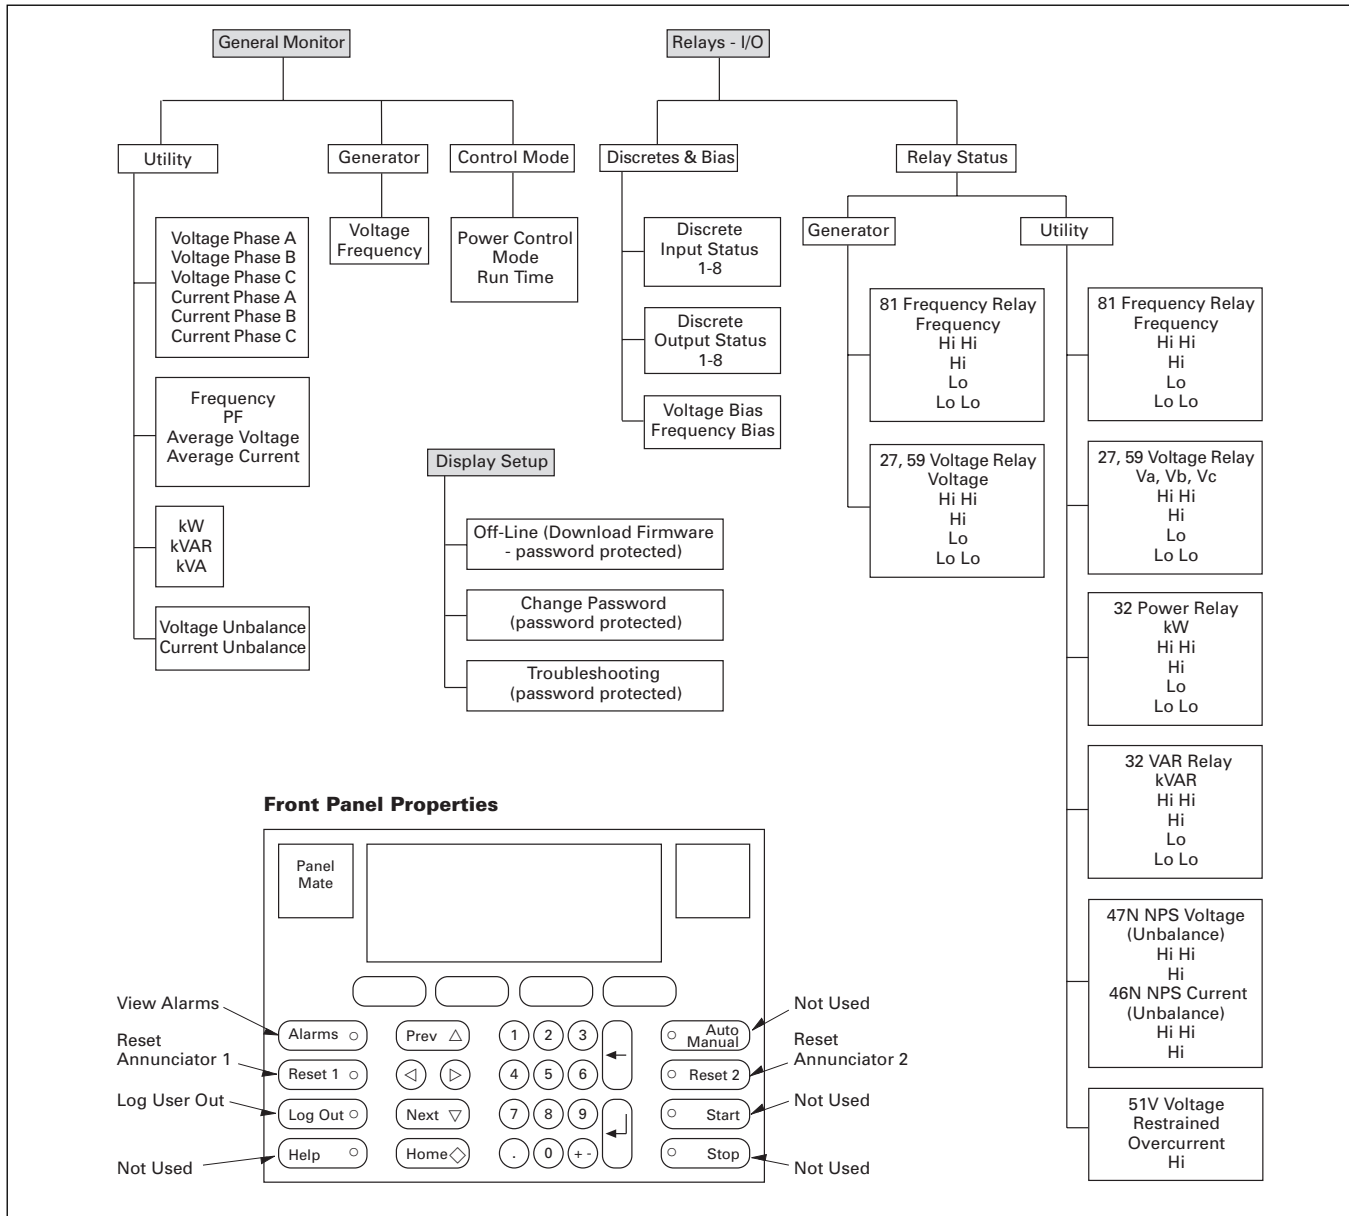 General Monitor
Utility
Voltage Phase A
Voltage Phase B
Voltage Phase C
Current Phase A
Current Phase B
Current Phase C
Frequency
PF
Average Voltage
Average Current
kW
kVAR
kVA
Voltage Unbalance
Current Unbalance
Generator
Voltage
Frequency
Control Mode
Power Control
Mode
Run Time
Relays - I/O
Discretes & Bias
Discrete
Input Status
1-8
Discrete
Output Status
1-8
Voltage Bias
Frequency Bias
Relay Status
Generator
81 Frequency Relay
Frequency
Hi Hi
Hi
Lo
Lo Lo
27, 59 Voltage Relay
Voltage
Hi Hi
Hi
Lo
Lo Lo
Utility
81 Frequency Relay
Frequency
Hi Hi
Hi
Lo
Lo Lo
27, 59 Voltage Relay
Va, Vb, Vc
Hi Hi
Hi
Lo
Lo Lo
32 Power Relay
kW
Hi Hi
Hi
Lo
Lo Lo
32 VAR Relay
kVAR
Hi Hi
Hi
Lo
Lo Lo
47N NPS Voltage
(Unbalance)
Hi Hi
Hi
46N NPS Current
(Unbalance)
Hi Hi
Hi
51V Voltage
Restrained
Overcurrent
Hi
Display Setup
Off-Line (Download Firmware
- password protected)
Change Password
(password protected)
Troubleshooting
(password protected)
Front Panel Properties
Panel
Mate
View Alarms
Reset
Annunciator 1
Log User Out
Not Used
Alarms
Reset 1
Log Out
Help
Prev
Next
Home
1 2 3
4 5 6
7 8 9
. 0 + -
Auto
Manual
Reset 2
Start
Stop
Not Used
Reset
Annunciator 2
Not Used
Not Used